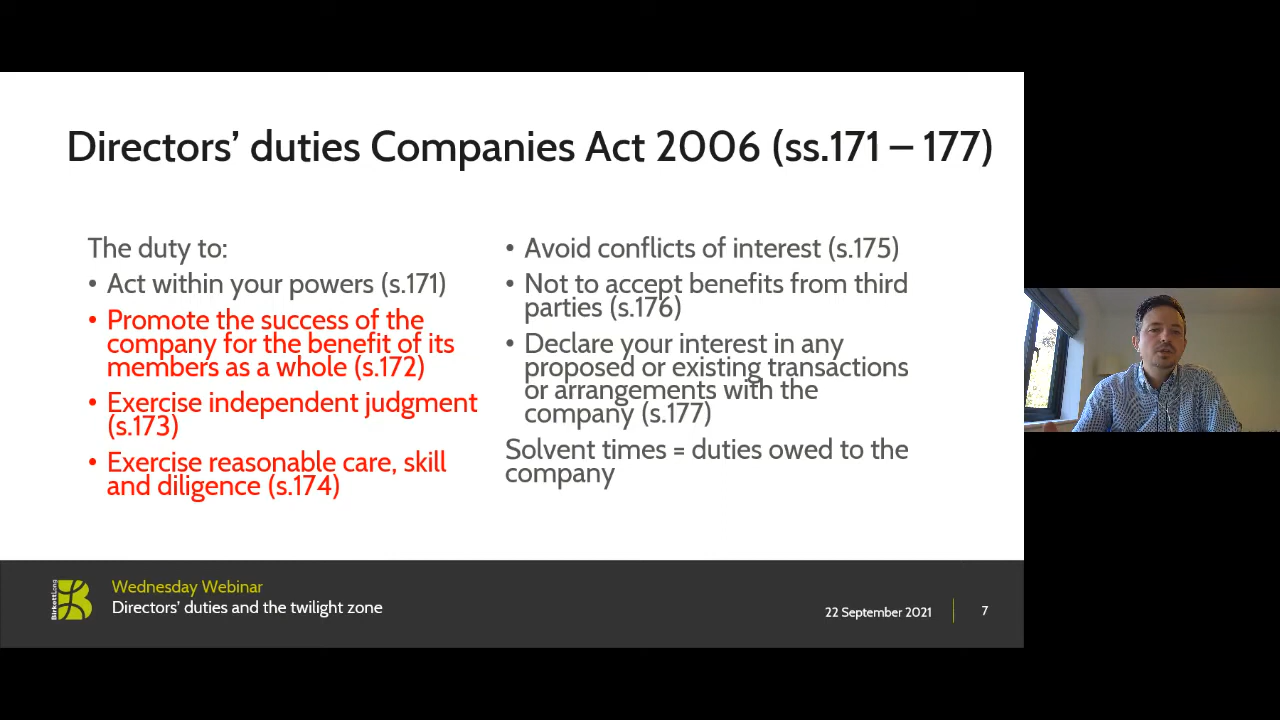 Directors’ duties Companies Act 2006 (ss.171 – 177)
The duty to:
• Act within your powers (s.171)
• Promote the success of the
company for the benefit of its
members as a whole (s.172)
• Exercise independent judgment
(s.173)
• Exercise reasonable care, skill
and diligence (s.174)
• Avoid conflicts of interest (s.175)
• Not to accept benefits from third
parties (s.176)
• Declare your interest in any
proposed or existing transactions
or arrangements with the
company (s.177)
Solvent times = duties owed to the
company
BirkettLong
Wednesday Webinar
Directors’ duties and the twilight zone
22 September 2021
7